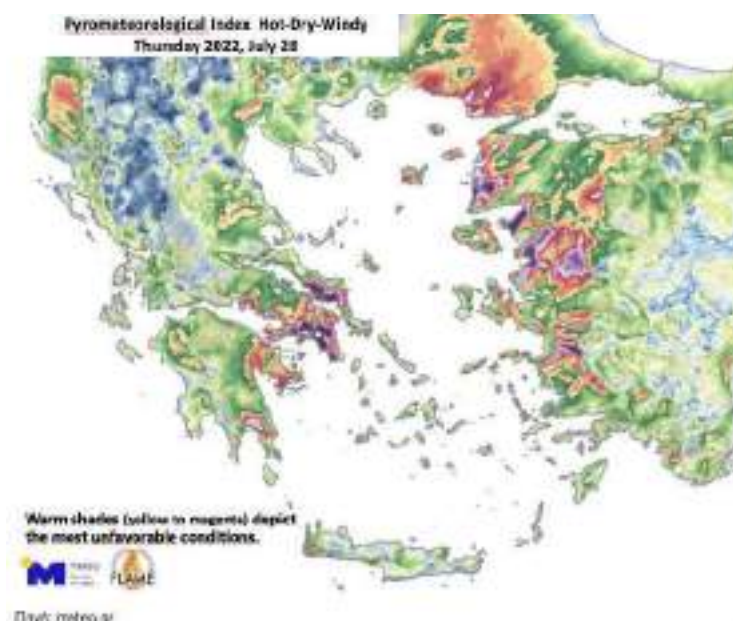 Pyrometeorological Index Hot-Dry-Windy
Thursday 2022, July 28
Warm shades (yellow to magenta) depict
the most unfavorable conditions.
M
FLAME